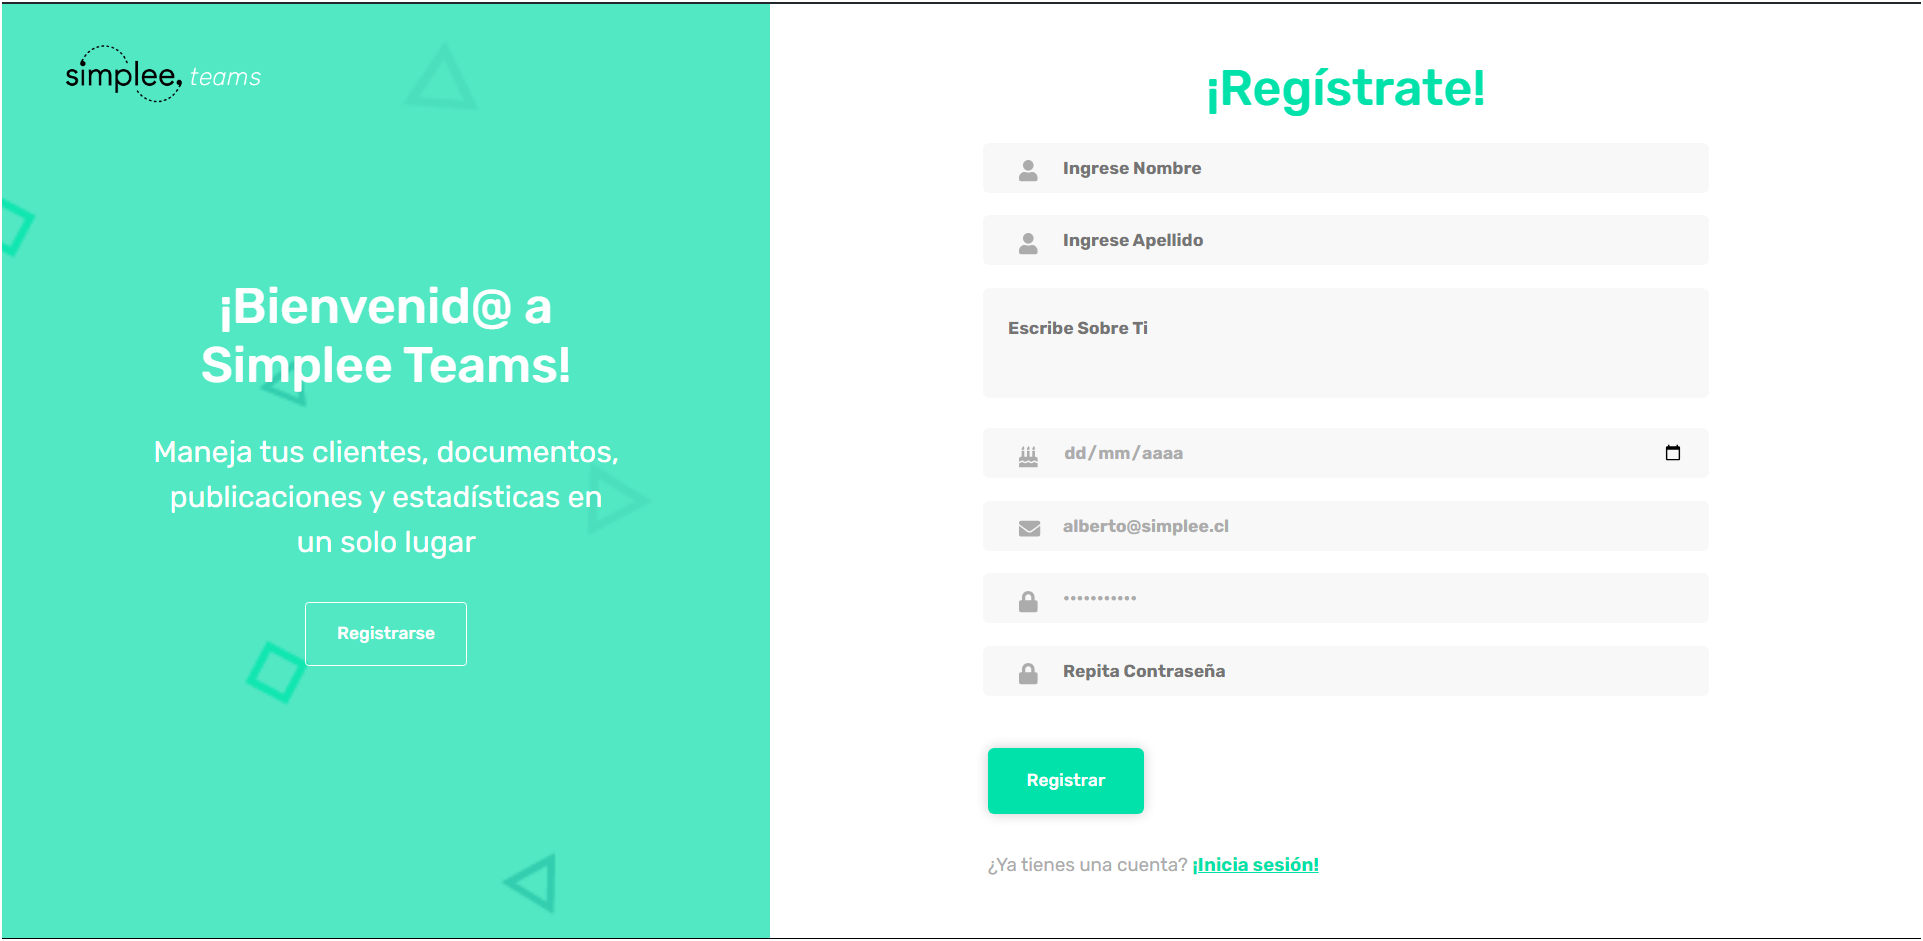 simplee, teams
¡Bienvenid@ a
Simplee Teams!
Maneja tus clientes, documentos,
publicaciones y estadísticas en
un solo lugar
Registrarse
¡Regístrate!
Ingrese Nombre
Ingrese Apellido
Escribe Sobre Ti
dd/mm/aaaa
alberto@simplee.cl
•••••••••••
Repita Contraseña
Registrar
¿Ya tienes una cuenta? ¡Inicia sesión!